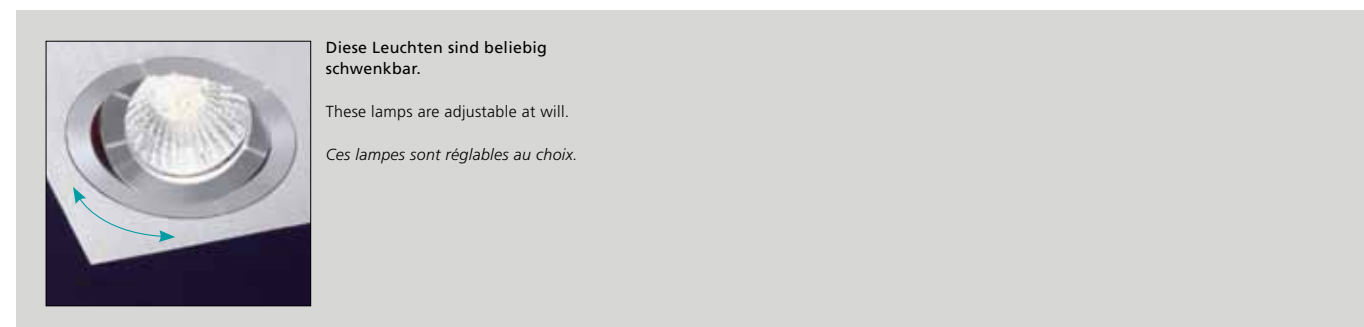 Diese Leuchten sind beliebig
schwenkbar.
These lamps are adjustable at will.
Ces lampes sont réglables au choix.